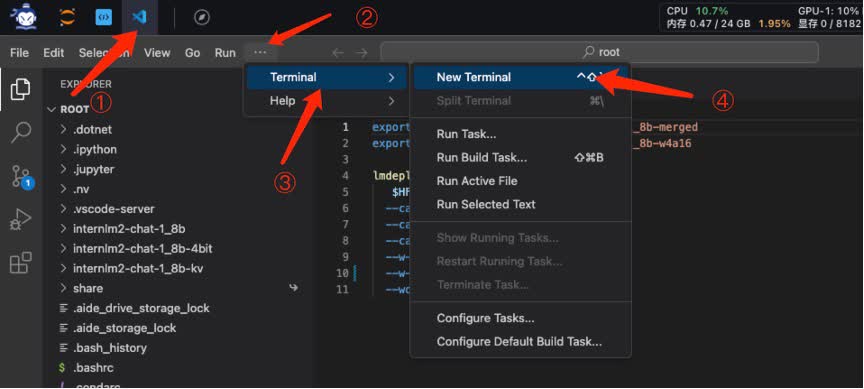 CPU 10.7% GPU-1: 10%
内存 0.47 / 24 GB 1.95% 显存 0 / 8182
②
File Edit Selection View Go Run ··· root
EXPLORER
①
ROOT
.dotnet
.ipython
.jupyter
.nv
.vscode-server
internlm2-chat-1_8b
internlm2-chat-1_8b-4bit
internlm2-chat-1_8b-kv
share
.aide_drive_storage_lock
.aide_storage_lock
.bash_history
$ .bashrc
1
Terminal
Help
③
New Terminal
④
Split Terminal ⌘\
Run Task...
Run Build Task... ⇧⌘B
Run Active File
Run Selected Text
Show Running Tasks...
Restart Running Task...
Terminate Task...
Configure Tasks...
Configure Default Build Task...
1 export _8b-merged
2 export _8b-w4a16
3
4 lmdepl
5 $HF
6 --ca
7 --ca
8 --ca
9 --w-
10 --w-
11 --wo